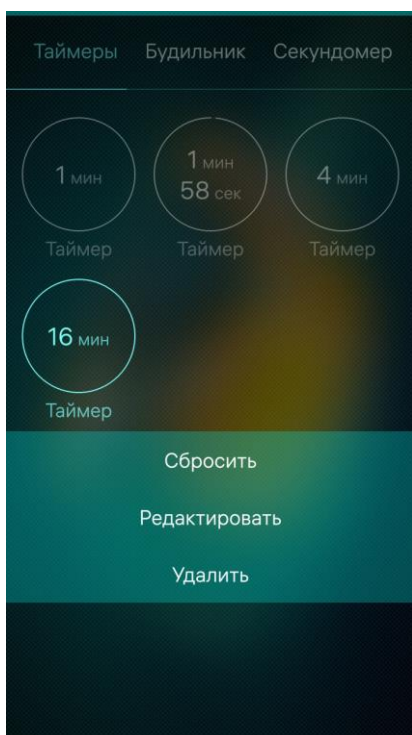 Таймеры Будильник Секундомер
1 мин
1 мин
58 сек
4 мин
Таймер Таймер Таймер
16 мин
Таймер
Сбросить
Редактировать
Удалить